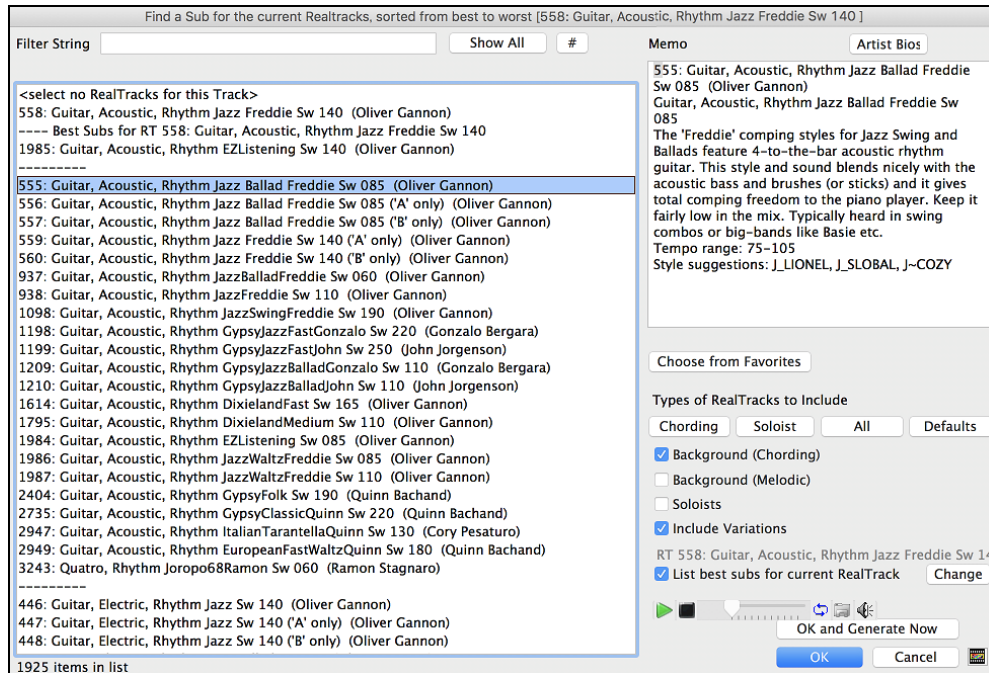 Find a Sub for the current Realtracks, sorted from best to worst [558: Guitar, Acoustic, Rhythm Jazz Freddie Sw 140 ]
Filter String
Show All
#
<select no RealTracks for this Track>
558: Guitar, Acoustic, Rhythm Jazz Freddie Sw 140 (Oliver Gannon)
---- Best Subs for RT 558: Guitar, Acoustic, Rhythm Jazz Freddie Sw 140
1985: Guitar, Acoustic, Rhythm EZListening Sw 140 (Oliver Gannon)
---------
555: Guitar, Acoustic, Rhythm Jazz Ballad Freddie Sw 085 (Oliver Gannon)
556: Guitar, Acoustic, Rhythm Jazz Ballad Freddie Sw 085 ('A' only) (Oliver Gannon)
557: Guitar, Acoustic, Rhythm Jazz Ballad Freddie Sw 085 ('B' only) (Oliver Gannon)
559: Guitar, Acoustic, Rhythm Jazz Freddie Sw 140 ('A' only) (Oliver Gannon)
560: Guitar, Acoustic, Rhythm Jazz Freddie Sw 140 ('B' only) (Oliver Gannon)
937: Guitar, Acoustic, Rhythm JazzBalladFreddie Sw 060 (Oliver Gannon)
938: Guitar, Acoustic, Rhythm JazzFreddie Sw 110 (Oliver Gannon)
1098: Guitar, Acoustic, Rhythm JazzSwingFreddie Sw 190 (Oliver Gannon)
1198: Guitar, Acoustic, Rhythm GypsyJazzFastGonzalo Sw 220 (Gonzalo Bergara)
1199: Guitar, Acoustic, Rhythm GypsyJazzFastJohn Sw 250 (John Jorgenson)
1209: Guitar, Acoustic, Rhythm GypsyJazzBalladGonzalo Sw 110 (Gonzalo Bergara)
1210: Guitar, Acoustic, Rhythm GypsyJazzBalladJohn Sw 110 (John Jorgenson)
1614: Guitar, Acoustic, Rhythm DixielandFast Sw 165 (Oliver Gannon)
1795: Guitar, Acoustic, Rhythm DixielandMedium Sw 110 (Oliver Gannon)
1984: Guitar, Acoustic, Rhythm EZListening Sw 085 (Oliver Gannon)
1986: Guitar, Acoustic, Rhythm JazzWaltzFreddie Sw 085 (Oliver Gannon)
1987: Guitar, Acoustic, Rhythm JazzWaltzFreddie Sw 110 (Oliver Gannon)
2404: Guitar, Acoustic, Rhythm GypsyFolk Sw 190 (Quinn Bachand)
2735: Guitar, Acoustic, Rhythm GypsyClassicQuinn Sw 220 (Quinn Bachand)
2947: Guitar, Acoustic, Rhythm ItalianTarantellaQuinn Sw 130 (Cory Pesaturo)
2949: Guitar, Acoustic, Rhythm EuropeanFastWaltzQuinn Sw 180 (Quinn Bachand)
3243: Quatro, Rhythm Joropo68Ramon Sw 060 (Ramon Stagnaro)
---------
446: Guitar, Electric, Rhythm Jazz Sw 140 (Oliver Gannon)
447: Guitar, Electric, Rhythm Jazz Sw 140 ('A' only) (Oliver Gannon)
448: Guitar, Electric, Rhythm Jazz Sw 140 ('B' only) (Oliver Gannon)
1925 items in list
Memo
Artist Bios
555: Guitar, Acoustic, Rhythm Jazz Ballad Freddie
Sw 085 (Oliver Gannon)
Guitar, Acoustic, Rhythm Jazz Ballad Freddie Sw
085
The 'Freddie' comping styles for Jazz Swing and
Ballads feature 4-to-the-bar acoustic rhythm
guitar. This style and sound blends nicely with the
acoustic bass and brushes (or sticks) and it gives
total comping freedom to the piano player. Keep it
fairly low in the mix. Typically heard in swing
combos or big-bands like Basie etc.
Tempo range: 75-105
Style suggestions: J_LIONEL, J_SLOBAL, J~COZY
Choose from Favorites
Types of RealTracks to Include
Chording
Soloist
All
Defaults
Background (Chording)
Background (Melodic)
Soloists
Include Variations
RT 558: Guitar, Acoustic, Rhythm Jazz Freddie Sw 14
List best subs for current RealTrack
Change
OK and Generate Now
OK
Cancel